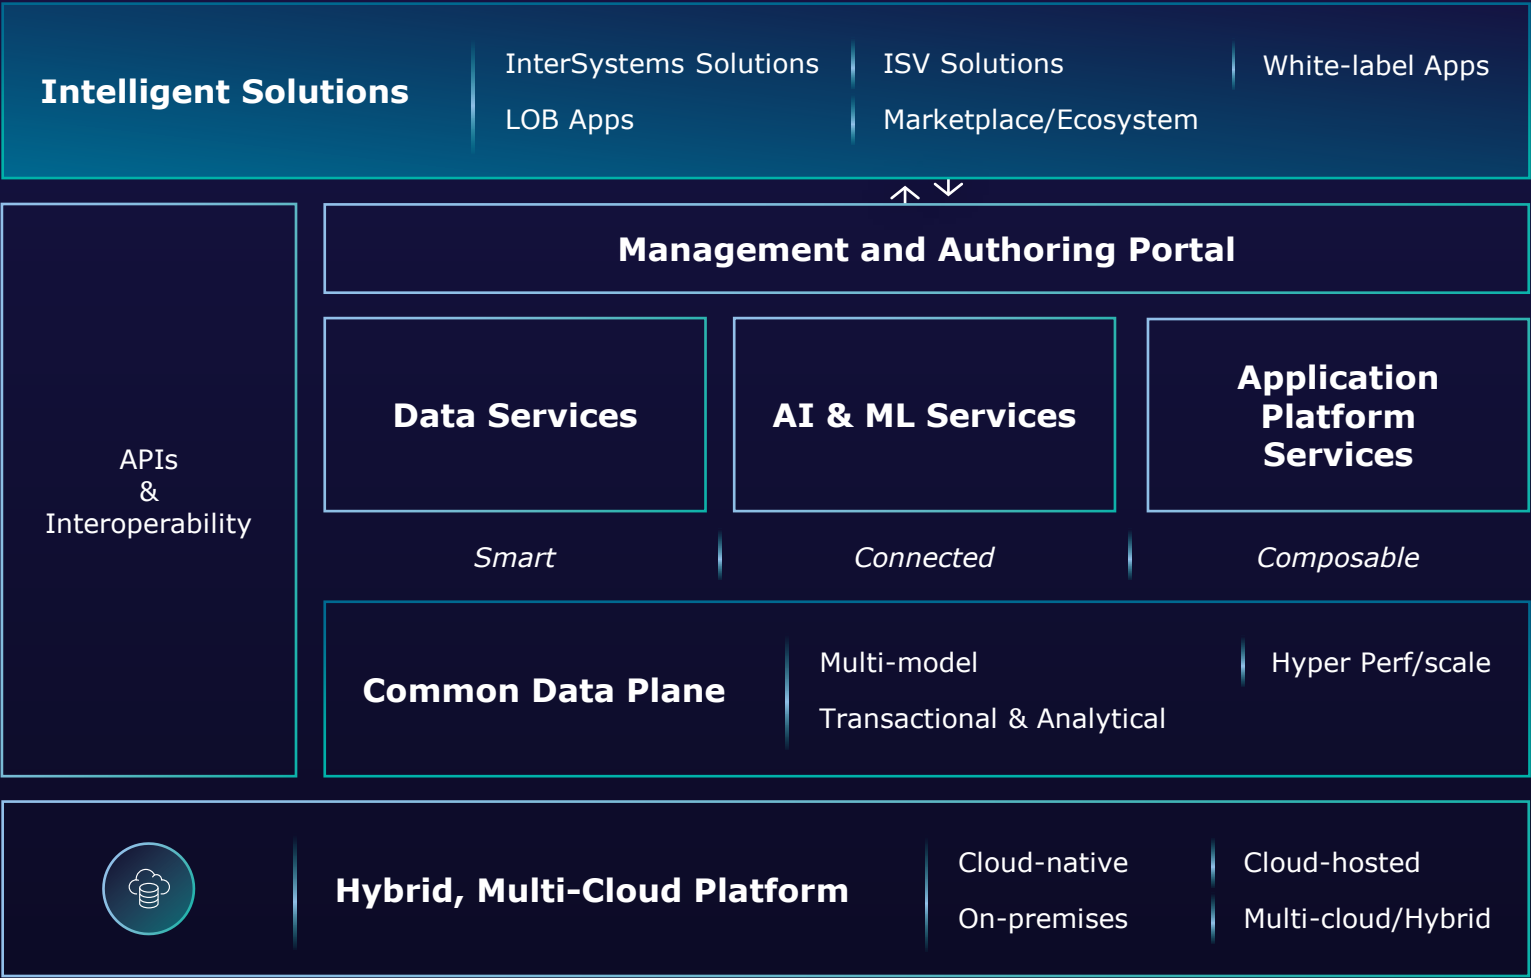 Intelligent Solutions
InterSystems Solutions
ISV Solutions
White-label Apps
LOB Apps
Marketplace/Ecosystem
Management and Authoring Portal
APIs
&
Interoperability
Data Services
AI & ML Services
Application
Platform
Services
Smart
Connected
Composable
Common Data Plane
Multi-model
Hyper Perf/scale
Transactional & Analytical
Hybrid, Multi-Cloud Platform
Cloud-native
Cloud-hosted
On-premises
Multi-cloud/Hybrid